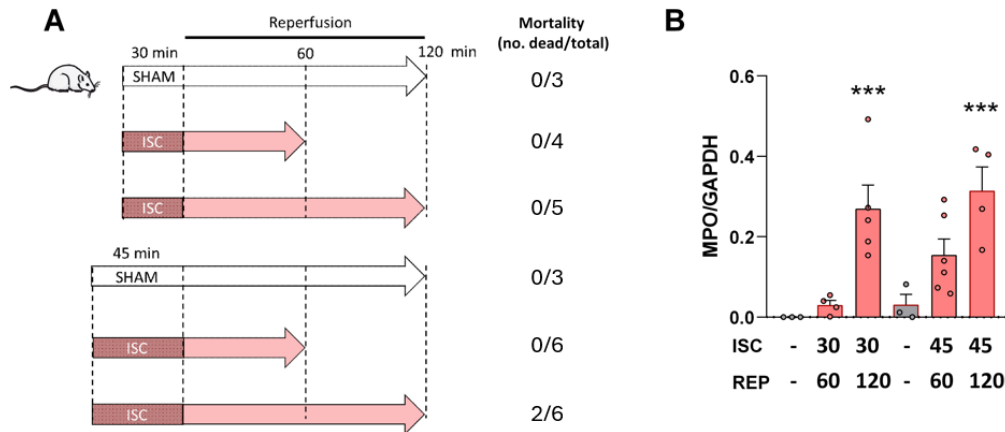 A
Reperfusion
Mortality
(no. dead/total)
30 min
60
120 min
SHAM
0/3
ISC
0/4
ISC
0/5
45 min
SHAM
0/3
ISC
0/6
ISC
2/6
B
MPO/GAPDH
0.6
0.4
0.2
0.0
***
***
ISC - 30 30 - 45 45
REP - 60 120 - 60 120